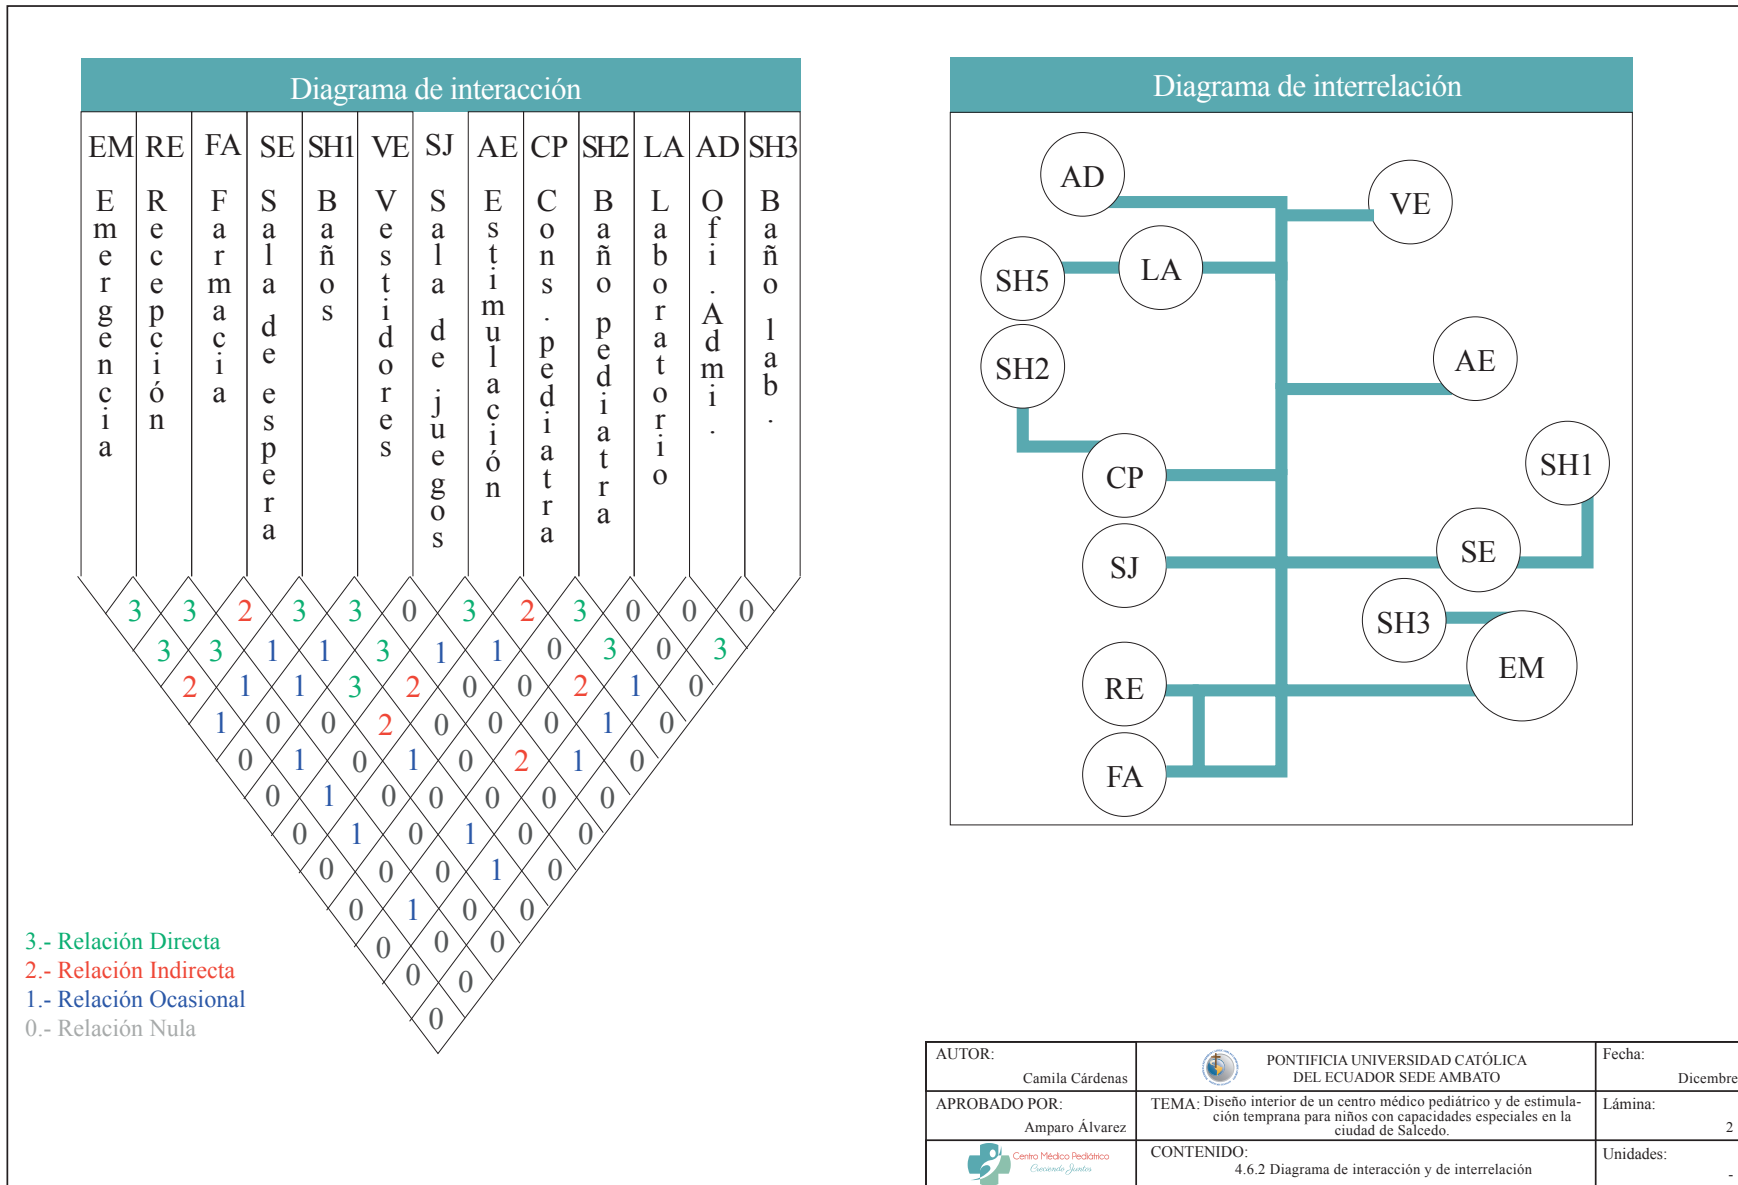 Diagrama de interacción
EM RE FA SE SH1 VE SJ AE CP SH2 LA AD SH3
Emergencia
Recepción
Farmacia
Sala de espera
Baños
Vestidores
Sala de juegos
Estimulación
Cons. pediatra
Baño pediatra
Laboratorio
Ofi. Admi.
Baño lab.
3 3 2 3 3 0 3 2 3 0 0 0
3 3 1 1 3 1 1 0 3 0 3
2 1 1 3 2 0 0 2 1 0
1 0 0 2 0 0 0 1 0
0 1 0 1 0 2 1 0
0 1 0 0 0 0 0
0 1 0 1 0 0
0 0 0 1 0
0 1 0 0
0 0 0
0 0
0
3.- Relación Directa
2.- Relación Indirecta
1.- Relación Ocasional
0.- Relación Nula
Diagrama de interrelación
AD
VE
SH5
LA
SH2
AE
CP
SH1
SJ
SE
SH3
RE
EM
FA
AUTOR:
Camila Cárdenas
PONTIFICIA UNIVERSIDAD CATÓLICA
DEL ECUADOR SEDE AMBATO
Fecha:
Diciembre
APROBADO POR:
Amparo Álvarez
TEMA: Diseño interior de un centro médico pediátrico y de estimula-
ción temprana para niños con capacidades especiales en la
ciudad de Salcedo.
Lámina:
2
Centro Médico Pediátrico
Creciendo Juntos
CONTENIDO:
4.6.2 Diagrama de interacción y de interrelación
Unidades:
-